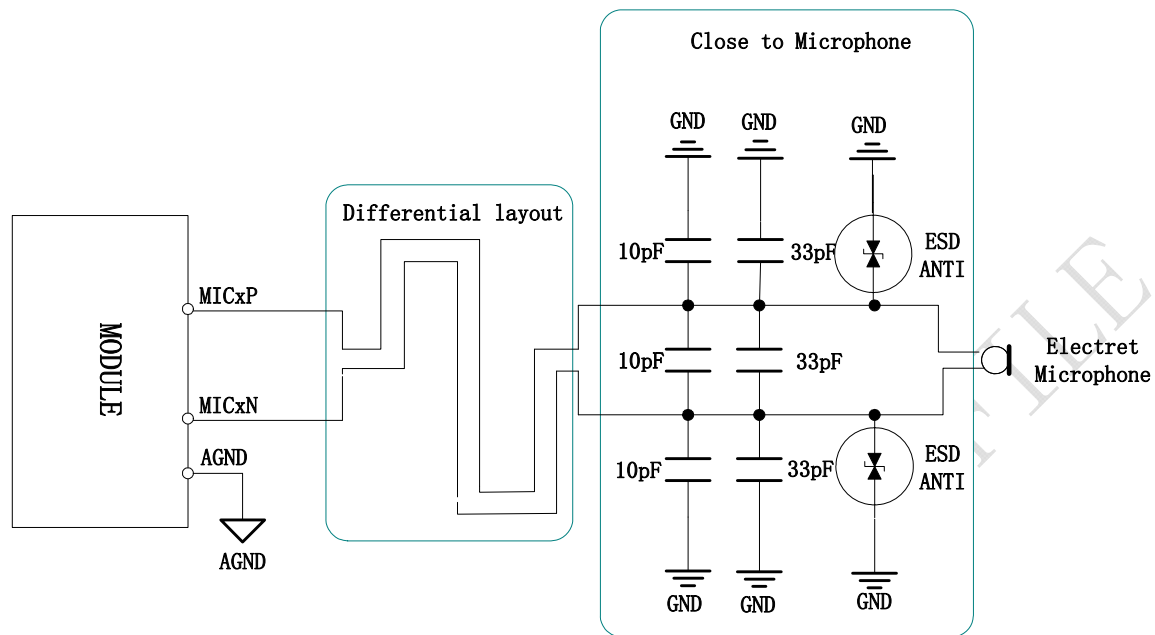 Close to Microphone
GND
GND
GND
Differential layout
10pF
33pF
ESD
ANTI
MICxP
MODULE
10pF
33pF
Electret
Microphone
MICxN
AGND
10pF
33pF
ESD
ANTI
AGND
GND
GND
GND
FILE